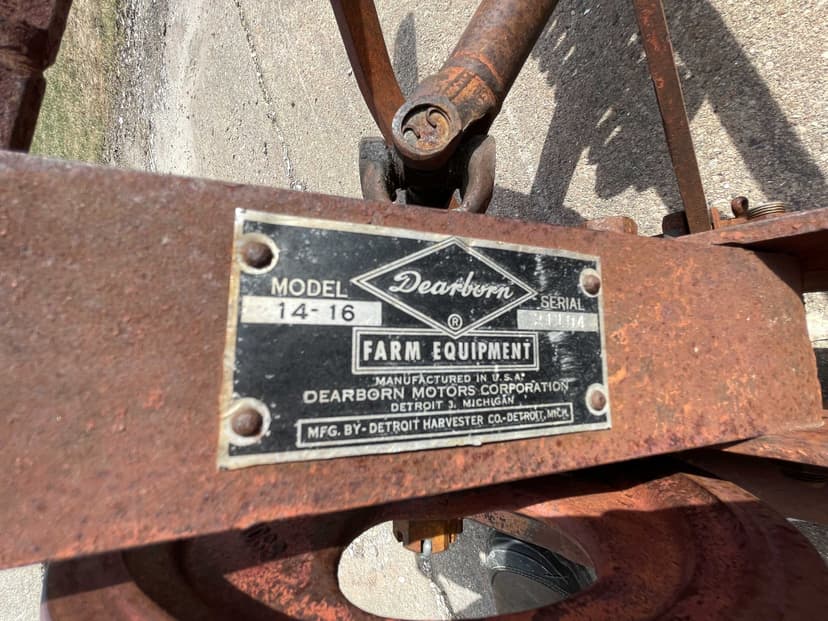 Dearborn
®
MODEL
14-16
SERIAL
FARM EQUIPMENT
MANUFACTURED IN U.S.A.
DEARBORN MOTORS CORPORATION
DETROIT 3, MICHIGAN
MFG. BY-DETROIT HARVESTER CO.-DETROIT, MICH.